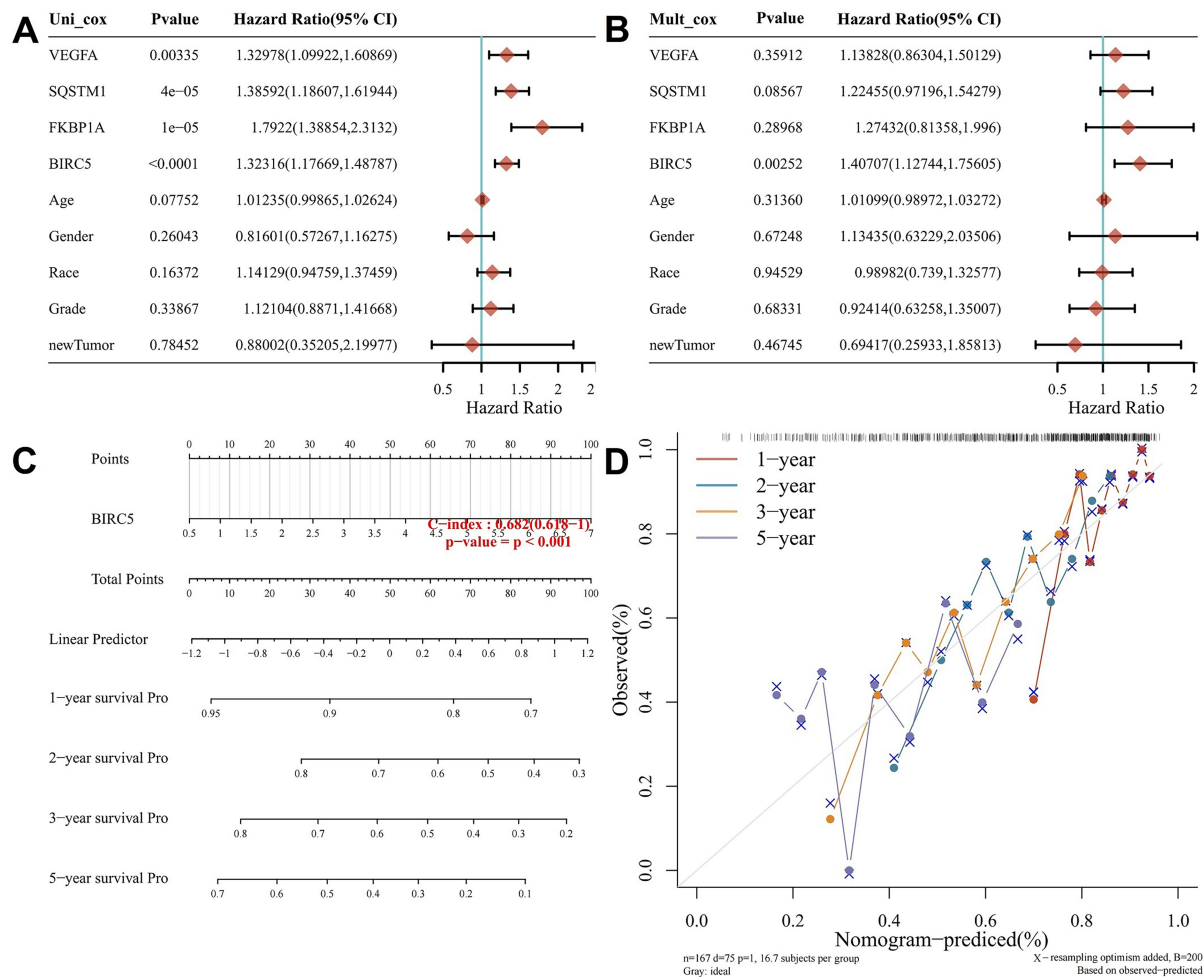 A
Uni_cox Pvalue Hazard Ratio(95% CI)
VEGFA 0.00335 1.32978(1.09922,1.60869)
SQSTM1 4e−05 1.38592(1.18607,1.61944)
FKBP1A 1e−05 1.7922(1.38854,2.3132)
BIRC5 <0.0001 1.32316(1.17669,1.48787)
Age 0.07752 1.01235(0.99865,1.02624)
Gender 0.26043 0.81601(0.57267,1.16275)
Race 0.16372 1.14129(0.94759,1.37459)
Grade 0.33867 1.12104(0.8871,1.41668)
newTumor 0.78452 0.88002(0.35205,2.19977)
0.5 1 1.5 2 2
Hazard Ratio
B
Mult_cox Pvalue Hazard Ratio(95% CI)
VEGFA 0.35912 1.13828(0.86304,1.50129)
SQSTM1 0.08567 1.22455(0.97196,1.54279)
FKBP1A 0.28968 1.27432(0.81358,1.996)
BIRC5 0.00252 1.40707(1.12744,1.75605)
Age 0.31360 1.01099(0.98972,1.03272)
Gender 0.67248 1.13435(0.63229,2.03506)
Race 0.94529 0.98982(0.739,1.32577)
Grade 0.68331 0.92414(0.63258,1.35007)
newTumor 0.46745 0.69417(0.25933,1.85813)
0.5 1 1.5 2
Hazard Ratio
C
0 10 20 30 40 50 60 70 80 90 100
Points
BIRC5
0.5 1 1.5 2 2.5 3 3.5 4 4.5 5 5.5 6 6.5 7
C−index : 0.682(0.618−1)
p−value = p < 0.001
Total Points
0 10 20 30 40 50 60 70 80 90 100
Linear Predictor
−1.2 −1 −0.8 −0.6 −0.4 −0.2 0 0.2 0.4 0.6 0.8 1 1.2
1−year survival Pro
0.95 0.9 0.8 0.7
2−year survival Pro
0.8 0.7 0.6 0.5 0.4 0.3
3−year survival Pro
0.8 0.7 0.6 0.5 0.4 0.3 0.2
5−year survival Pro
0.7 0.6 0.5 0.4 0.3 0.2 0.1
D
1−year
2−year
3−year
5−year
Observed(%)
1.0
0.8
0.6
0.4
0.2
0.0
0.0 0.2 0.4 0.6 0.8 1.0
Nomogram−prediced(%)
n=167 d=75 p=1, 16.7 subjects per group
Gray: ideal
X − resampling optimism added, B=200
Based on observed−predicted